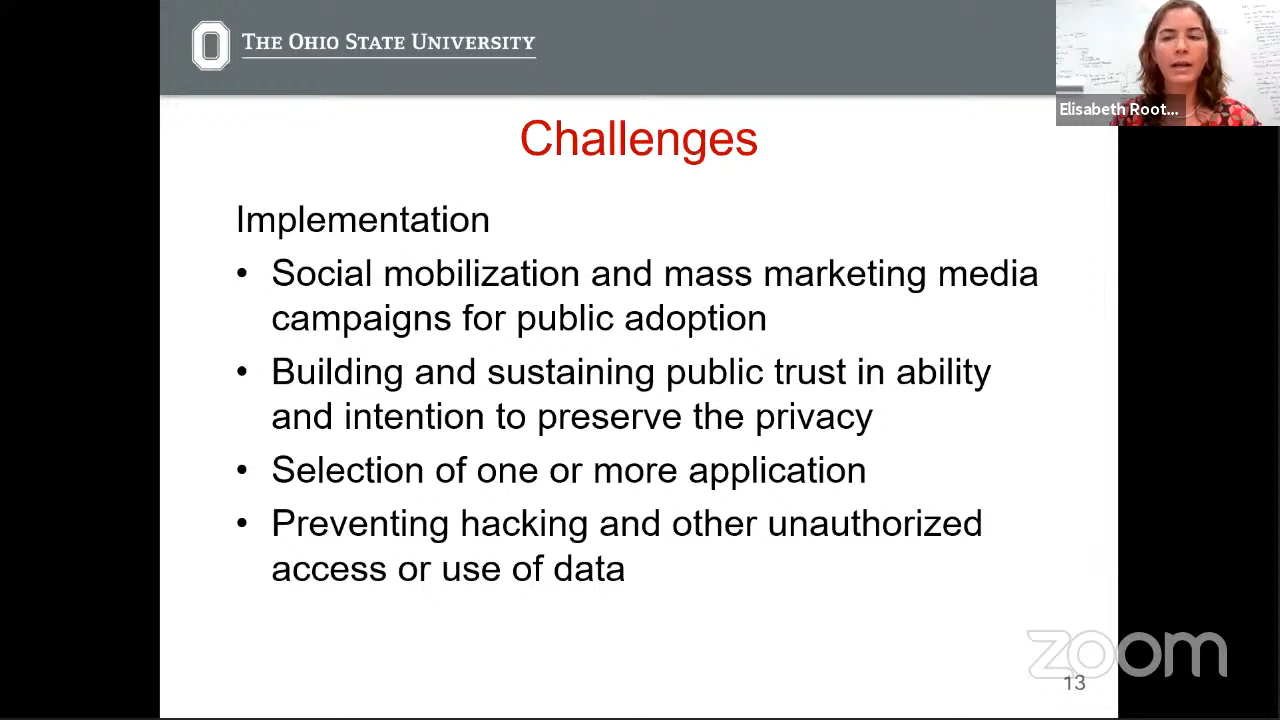 THE OHIO STATE UNIVERSITY
Elisabeth Root...
Challenges
Implementation
• Social mobilization and mass marketing media
campaigns for public adoption
• Building and sustaining public trust in ability
and intention to preserve the privacy
• Selection of one or more application
• Preventing hacking and other unauthorized
access or use of data
zoom
13